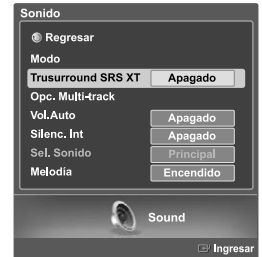 Sonido
Regresar
Modo
Trusurround SRS XT Apagado
Opc. Multi-track
Vol.Auto Apagado
Silenc. Int Apagado
Sel. Sonido Principal
Melodía Encendido
Sound
Ingresar